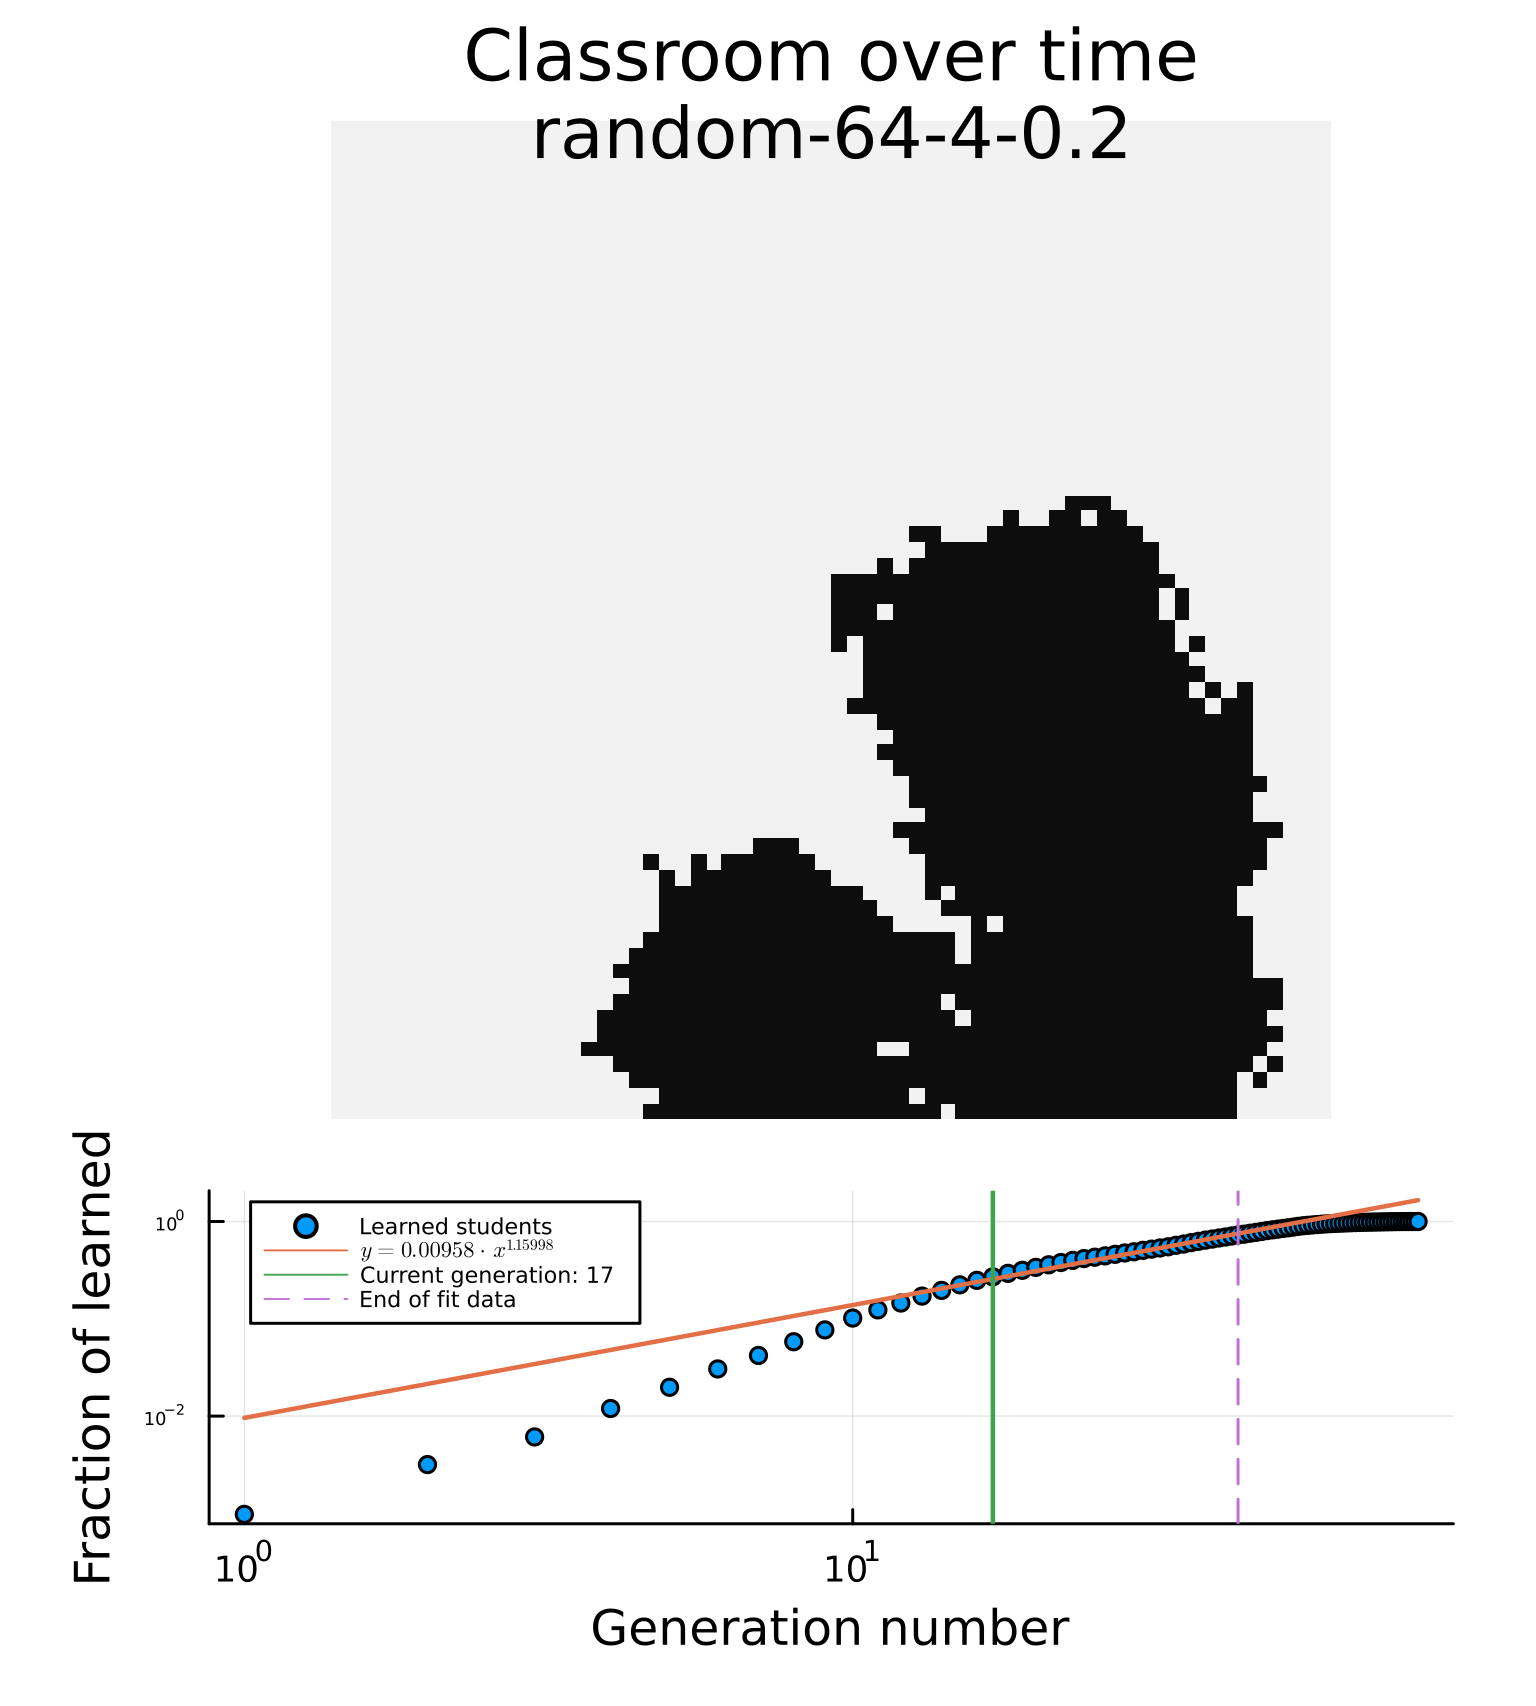 Classroom over time
random-64-4-0.2
Fraction of learned
10^0
10^-2
Learned students
y = 0.00958 · x^1.15998
Current generation: 17
End of fit data
10^0
10^1
Generation number